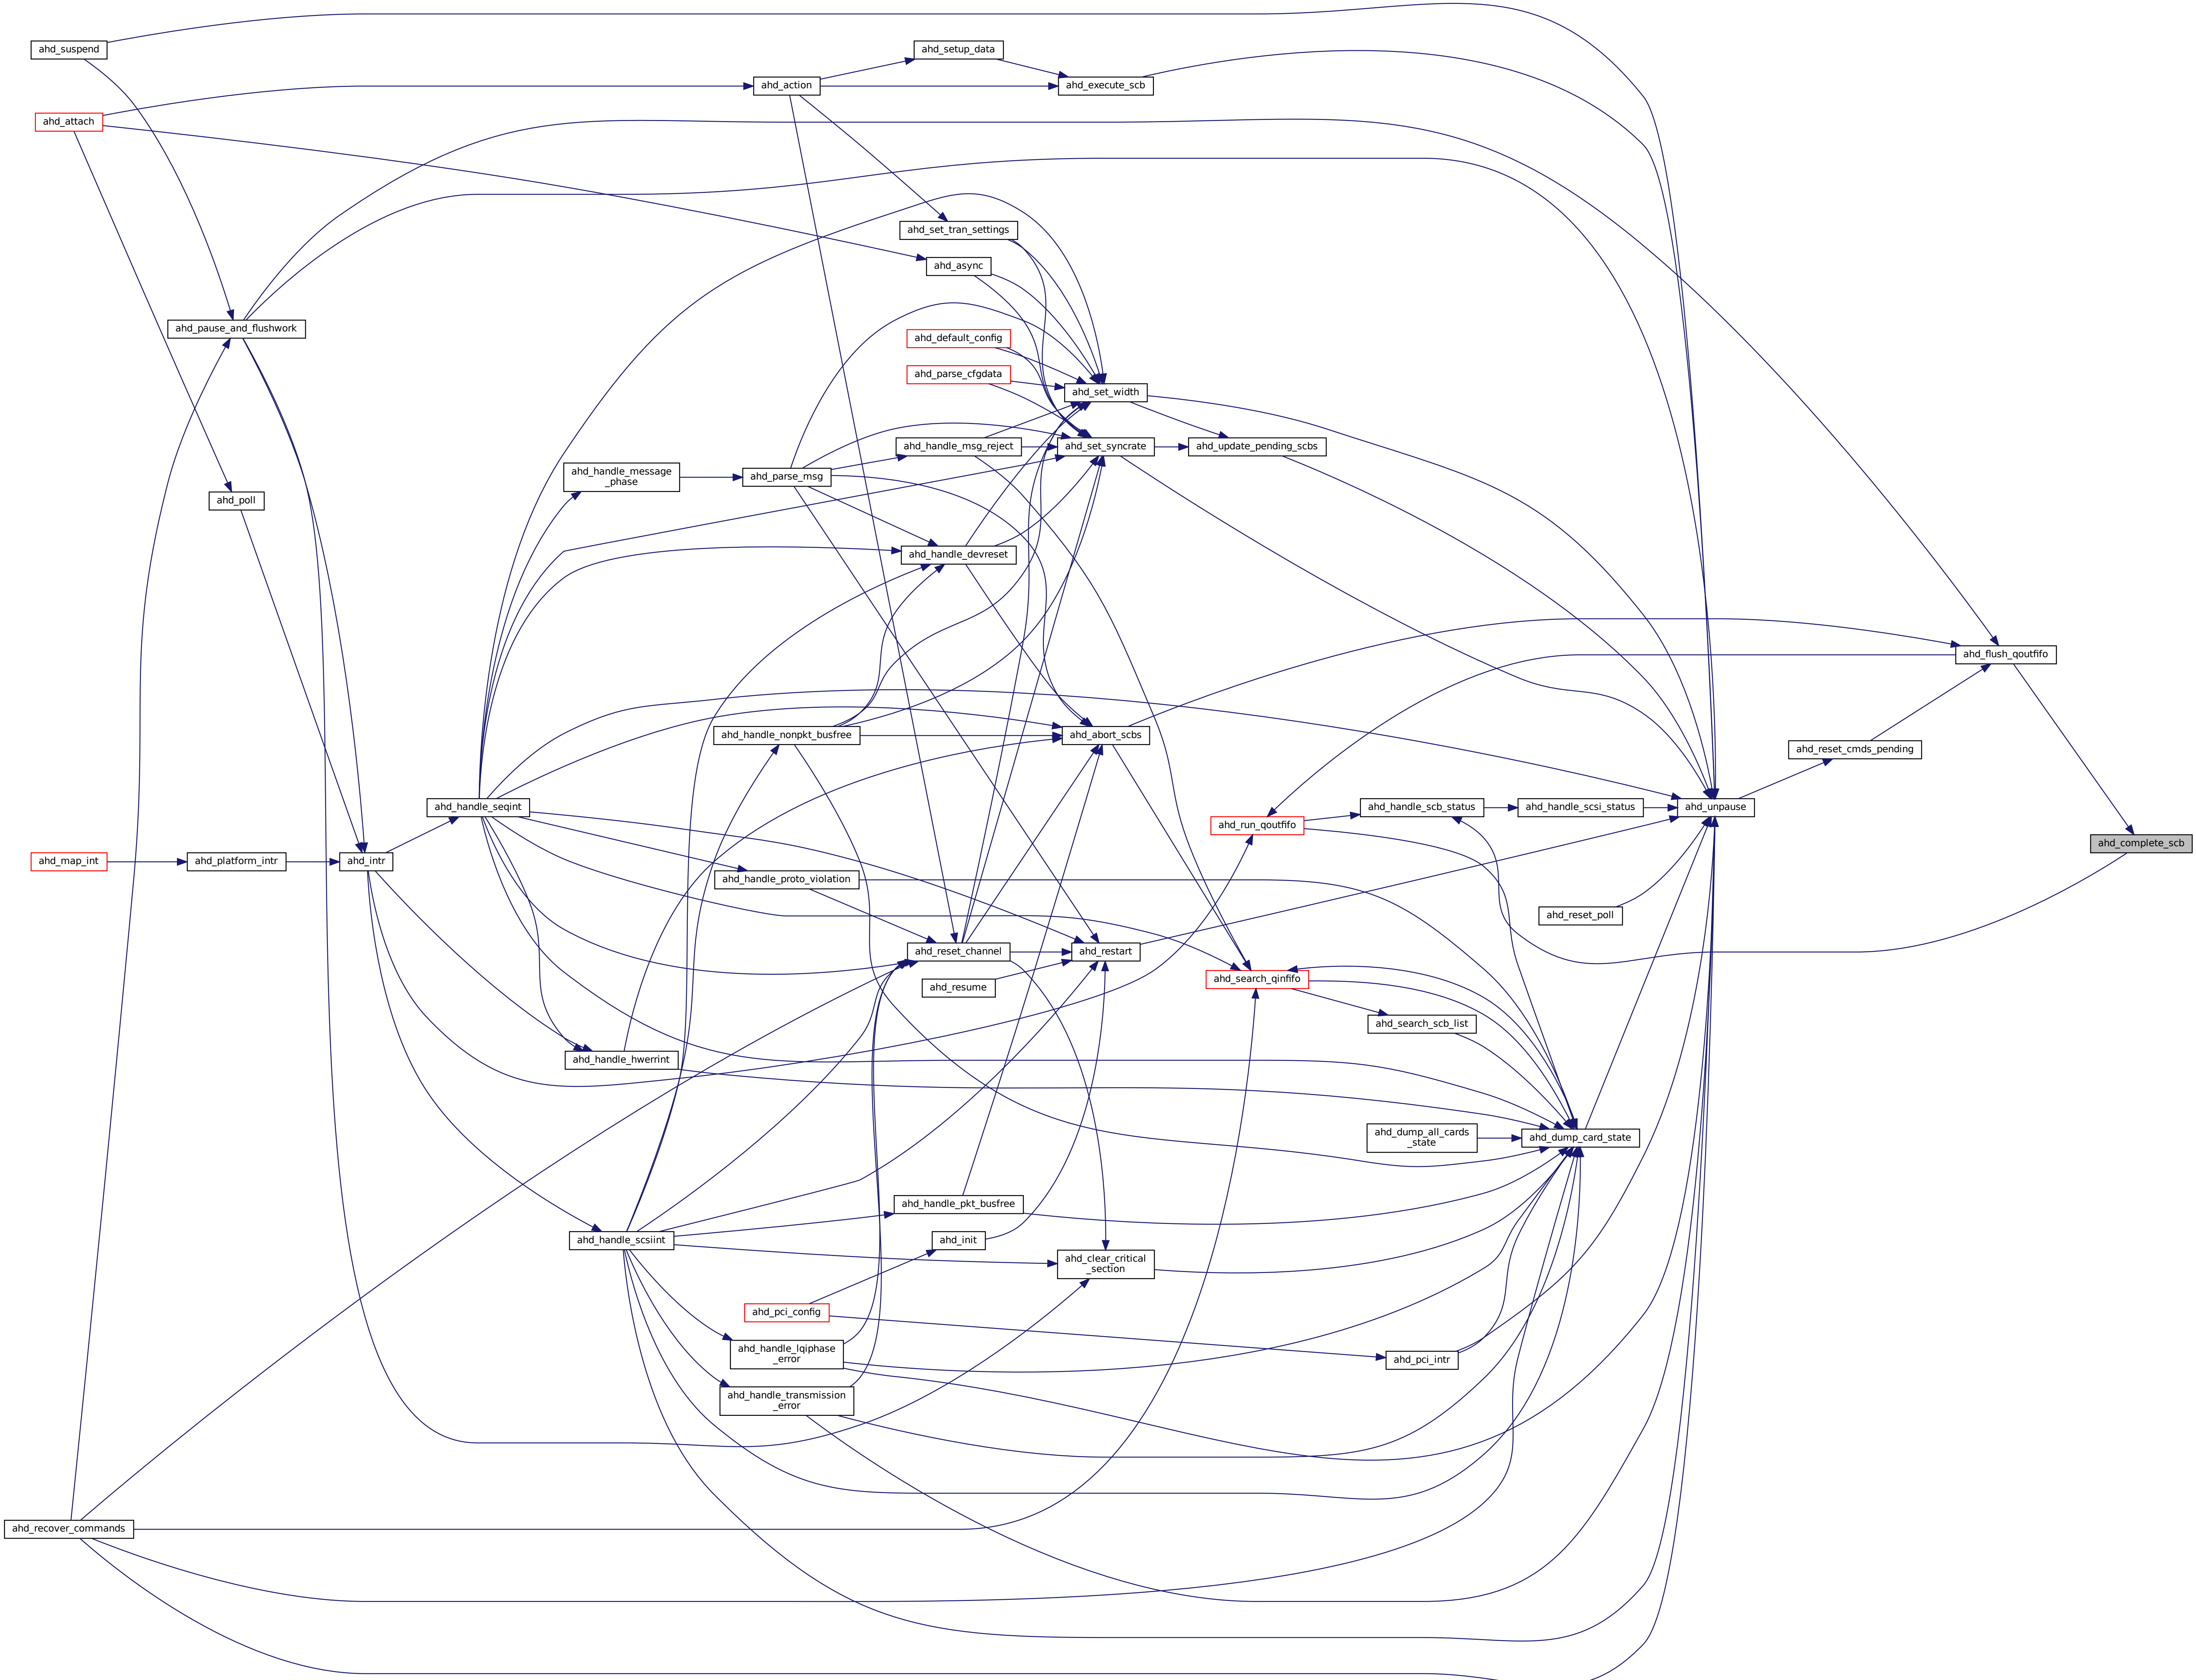 ahd_suspend
ahd_setup_data
ahd_action
ahd_execute_scb
ahd_attach
ahd_set_tran_settings
ahd_async
ahd_pause_and_flushwork
ahd_default_config
ahd_parse_cfgdata
ahd_set_width
ahd_handle_msg_reject
ahd_set_syncrate
ahd_update_pending_scbs
ahd_handle_message
_phase
ahd_parse_msg
ahd_poll
ahd_handle_devreset
ahd_flush_qoutfifo
ahd_handle_nonpkt_busfree
ahd_abort_scbs
ahd_reset_cmds_pending
ahd_handle_seqint
ahd_handle_scb_status
ahd_handle_scsi_status
ahd_unpause
ahd_run_qoutfifo
ahd_complete_scb
ahd_map_int
ahd_platform_intr
ahd_intr
ahd_handle_proto_violation
ahd_reset_poll
ahd_reset_channel
ahd_restart
ahd_search_qinfifo
ahd_resume
ahd_search_scb_list
ahd_handle_hwerrint
ahd_dump_all_cards
_state
ahd_dump_card_state
ahd_handle_pkt_busfree
ahd_handle_scsiint
ahd_init
ahd_clear_critical
_section
ahd_pci_config
ahd_handle_lqiphase
_error
ahd_pci_intr
ahd_handle_transmission
_error
ahd_recover_commands